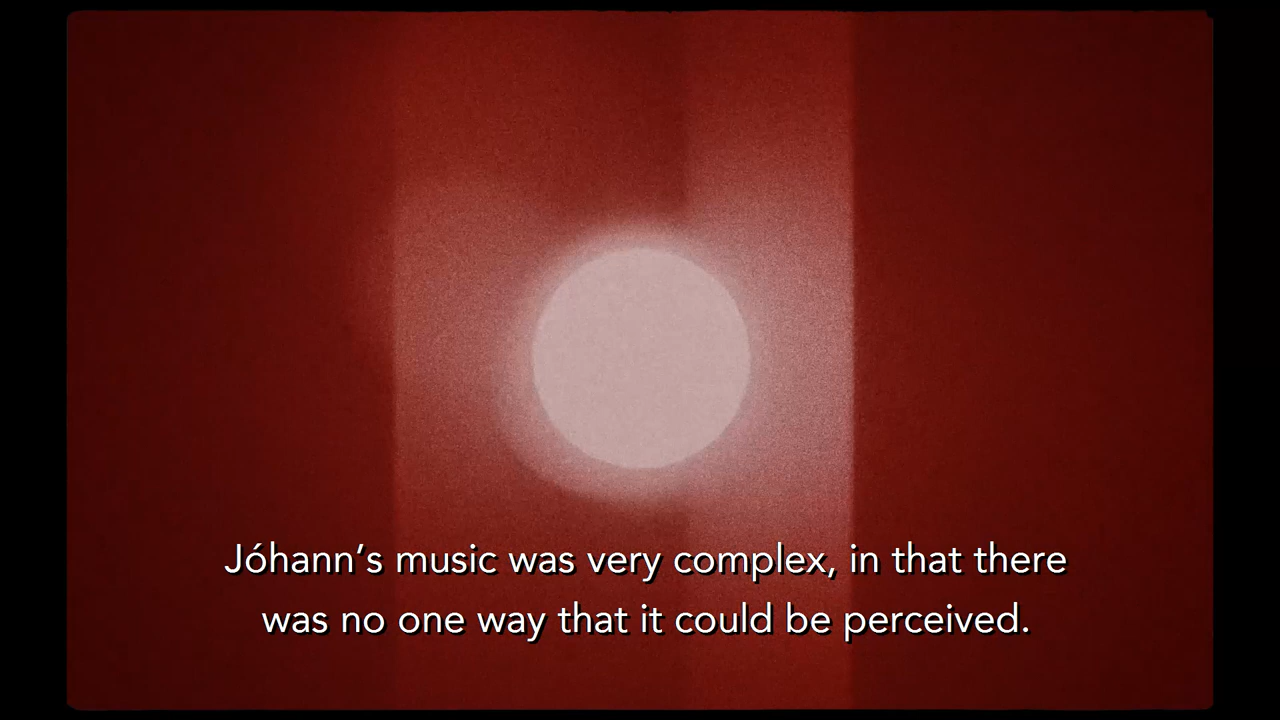 Jóhann’s music was very complex, in that there
was no one way that it could be perceived.